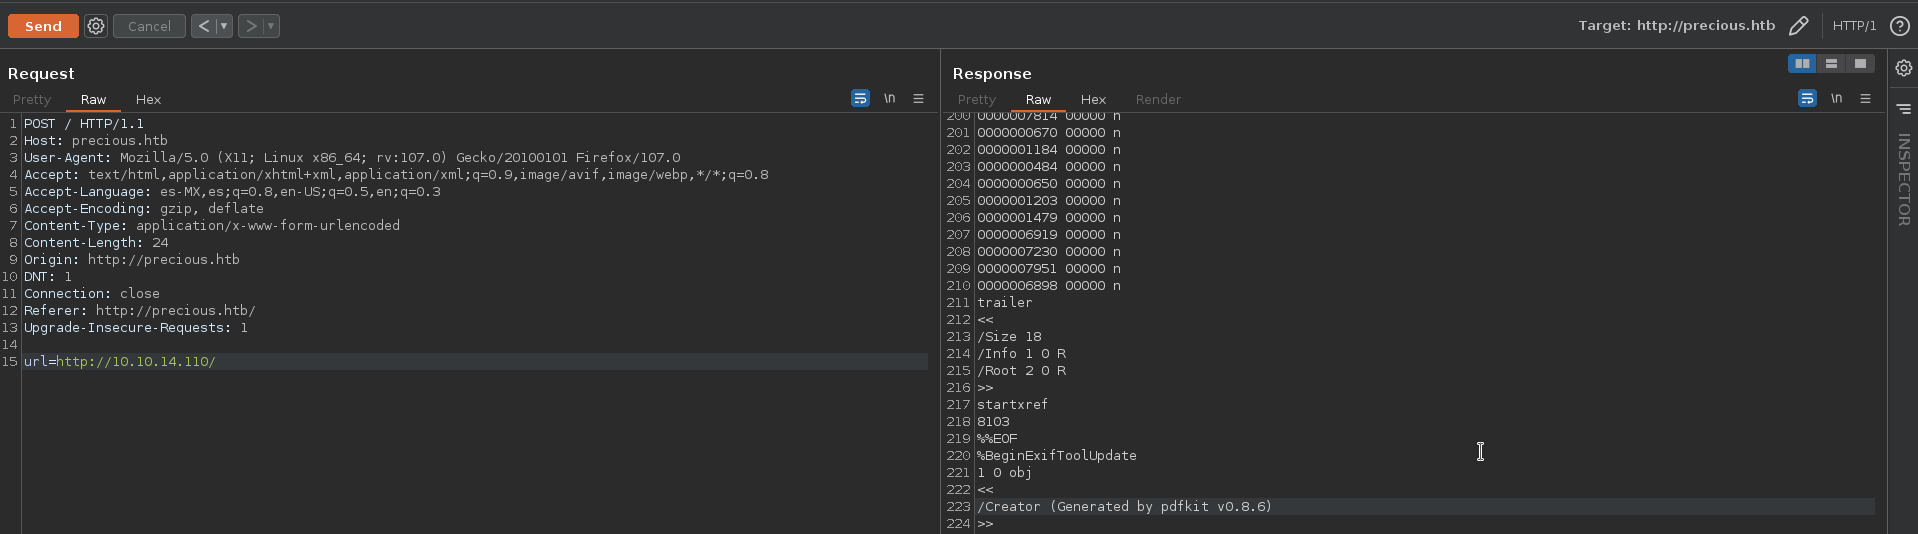 Send
Cancel
<
>
Target: http://precious.htb
HTTP/1
Request
Pretty
Raw
Hex
\n
1 POST / HTTP/1.1
2 Host: precious.htb
3 User-Agent: Mozilla/5.0 (X11; Linux x86_64; rv:107.0) Gecko/20100101 Firefox/107.0
4 Accept: text/html,application/xhtml+xml,application/xml;q=0.9,image/avif,image/webp,*/*;q=0.8
5 Accept-Language: es-MX,es;q=0.8,en-US;q=0.5,en;q=0.3
6 Accept-Encoding: gzip, deflate
7 Content-Type: application/x-www-form-urlencoded
8 Content-Length: 24
9 Origin: http://precious.htb
10 DNT: 1
11 Connection: close
12 Referer: http://precious.htb/
13 Upgrade-Insecure-Requests: 1
14
15 url=http://10.10.14.110/
Response
Pretty
Raw
Hex
Render
\n
200 0000007814 00000 n
201 0000000670 00000 n
202 0000001184 00000 n
203 0000000484 00000 n
204 0000000650 00000 n
205 0000001203 00000 n
206 0000001479 00000 n
207 0000006919 00000 n
208 0000007230 00000 n
209 0000007951 00000 n
210 0000006898 00000 n
211 trailer
212 <<
213 /Size 18
214 /Info 1 0 R
215 /Root 2 0 R
216 >>
217 startxref
218 8103
219 %%EOF
220 %BeginExifToolUpdate
221 1 0 obj
222 <<
223 /Creator (Generated by pdfkit v0.8.6)
224 >>
INSPECTOR